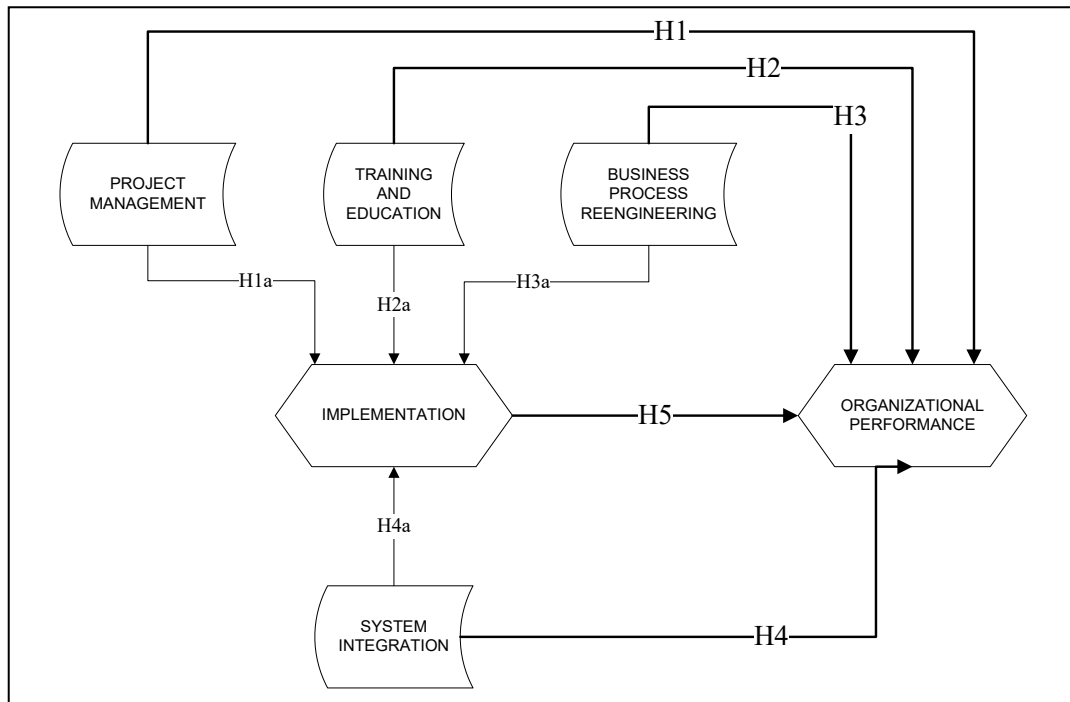 H1
H2
H3
PROJECT
MANAGEMENT
TRAINING
AND
EDUCATION
BUSINESS
PROCESS
REENGINEERING
H1a
H2a
H3a
IMPLEMENTATION
H5
ORGANIZATIONAL
PERFORMANCE
H4a
SYSTEM
INTEGRATION
H4